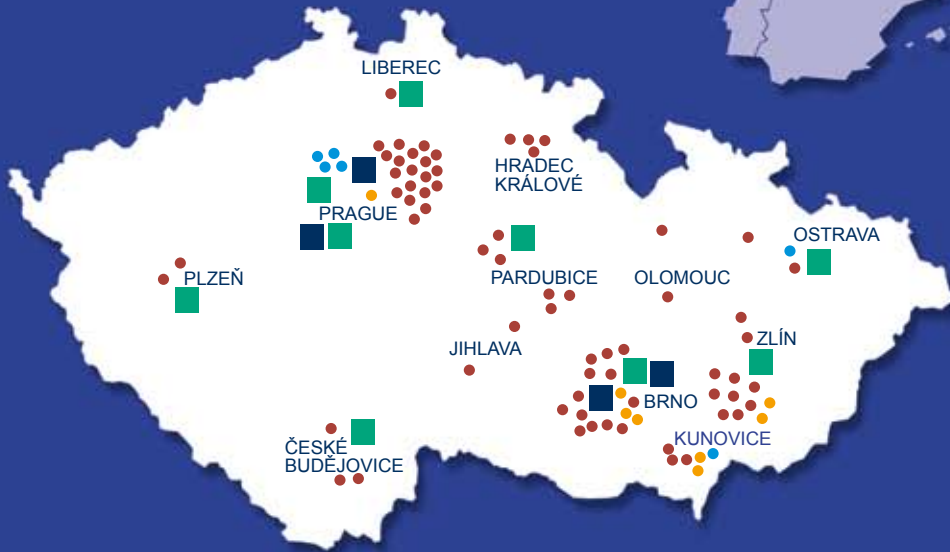 LIBEREC
HRADEC
KRÁLOVÉ
PRAGUE
OSTRAVA
PLZEŇ
PARDUBICE
OLOMOUC
JIHLAVA
ZLÍN
BRNO
KUNOVICE
ČESKÉ
BUDĚJOVICE